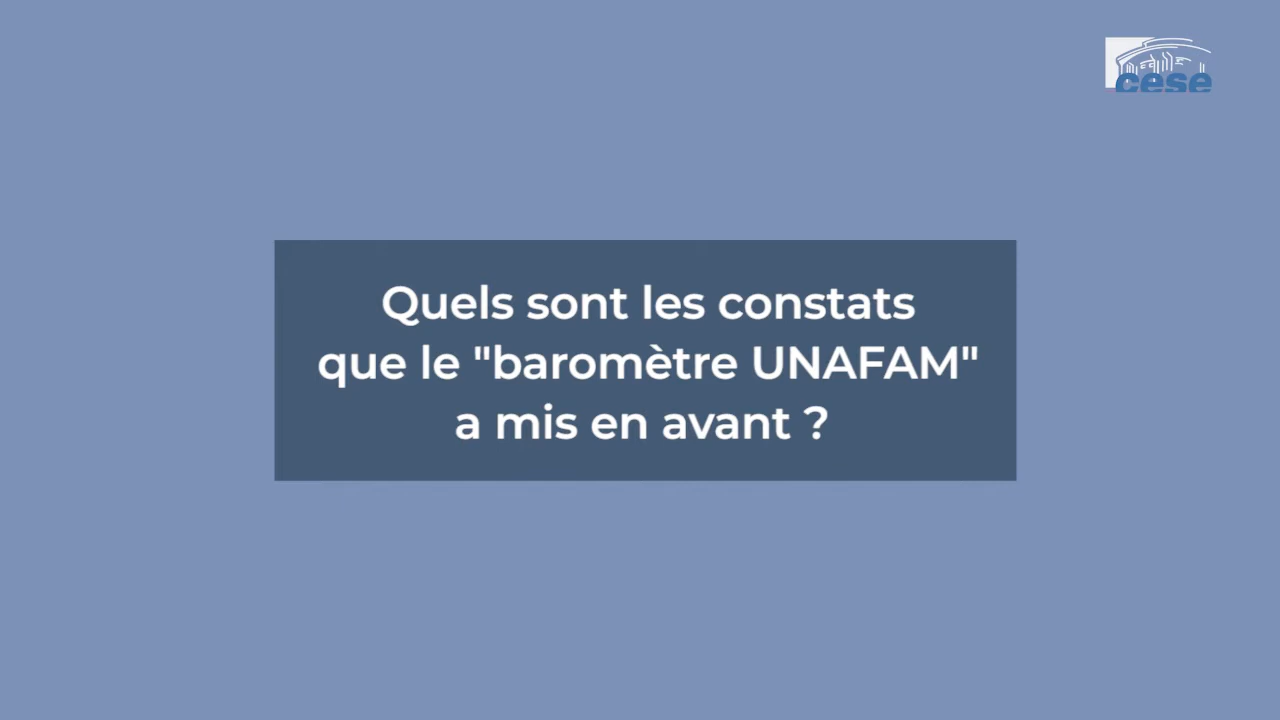 cese
Quels sont les constats
que le "baromètre UNAFAM"
a mis en avant ?